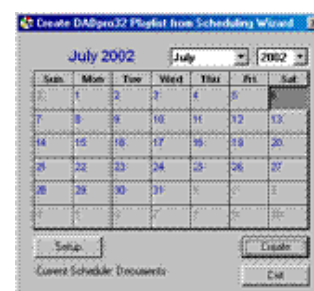 Create DADpro32 Playlist from Scheduling Wizard
July 2002 July 2002
Sun Mon Tue Wed Thu Fri Sat
1 2 3 4 5
7 8 9 10 11 12 13
14 15 16 17 18 19 20
21 22 23 24 25 26 27
28 29 30 31
Setup Create
Current Schedule: Documents
Exit